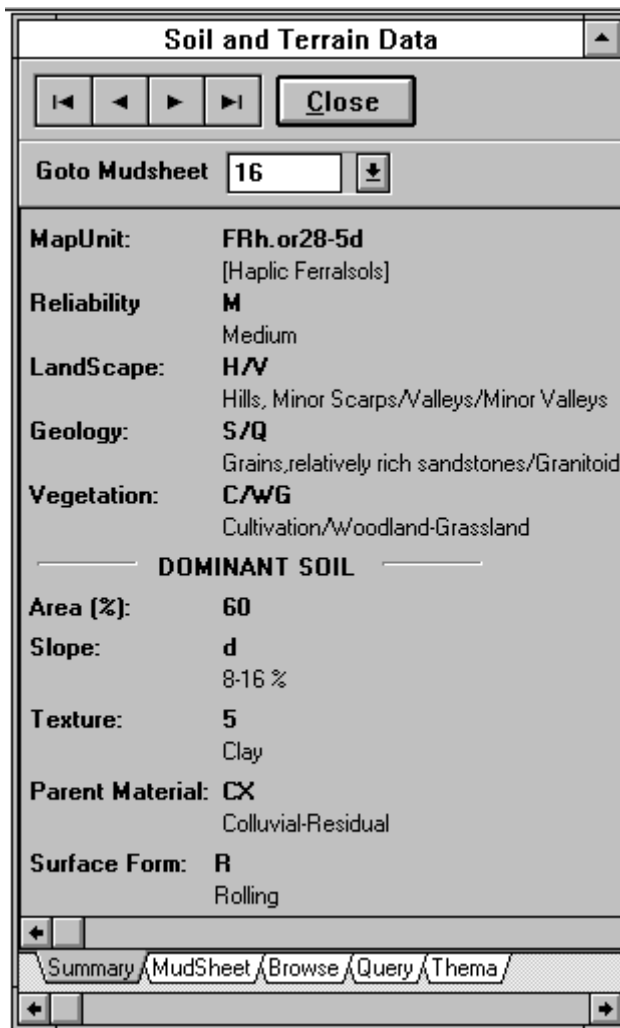 Soil and Terrain Data
Close
Goto Mudsheet 16
MapUnit: FRh.or28-5d
[Haplic Ferralsols]
Reliability M
Medium
LandScape: H/V
Hills, Minor Scarps/Valleys/Minor Valleys
Geology: S/Q
Grains,relatively rich sandstones/Granitoid
Vegetation: C/WG
Cultivation/Woodland-Grassland
DOMINANT SOIL
Area (%): 60
Slope: d
8-16 %
Texture: 5
Clay
Parent Material: CX
Colluvial-Residual
Surface Form: R
Rolling
Summary MudSheet Browse Query Thema